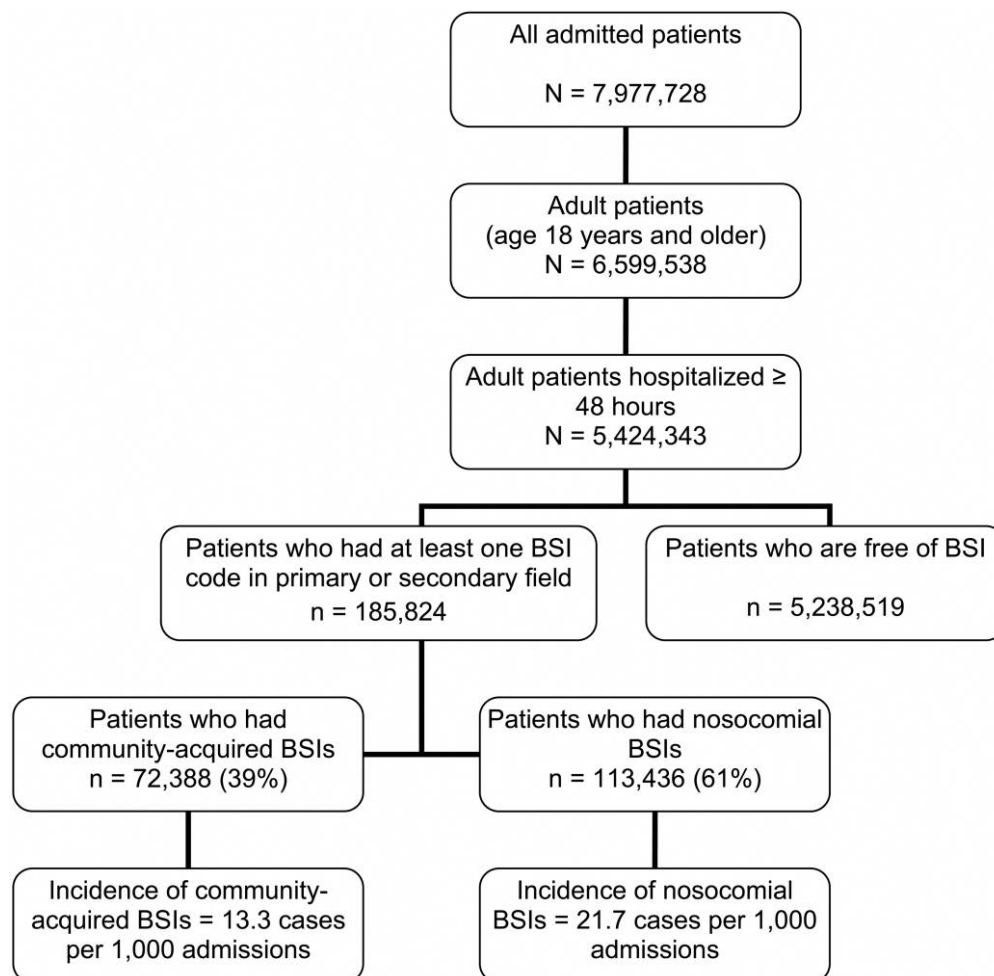 All admitted patients
N = 7,977,728
Adult patients
(age 18 years and older)
N = 6,599,538
Adult patients hospitalized ≥
48 hours
N = 5,424,343
Patients who had at least one BSI
code in primary or secondary field
n = 185,824
Patients who are free of BSI
n = 5,238,519
Patients who had
community-acquired BSIs
n = 72,388 (39%)
Patients who had nosocomial
BSIs
n = 113,436 (61%)
Incidence of community-
acquired BSIs = 13.3 cases
per 1,000 admissions
Incidence of nosocomial
BSIs = 21.7 cases per 1,000
admissions